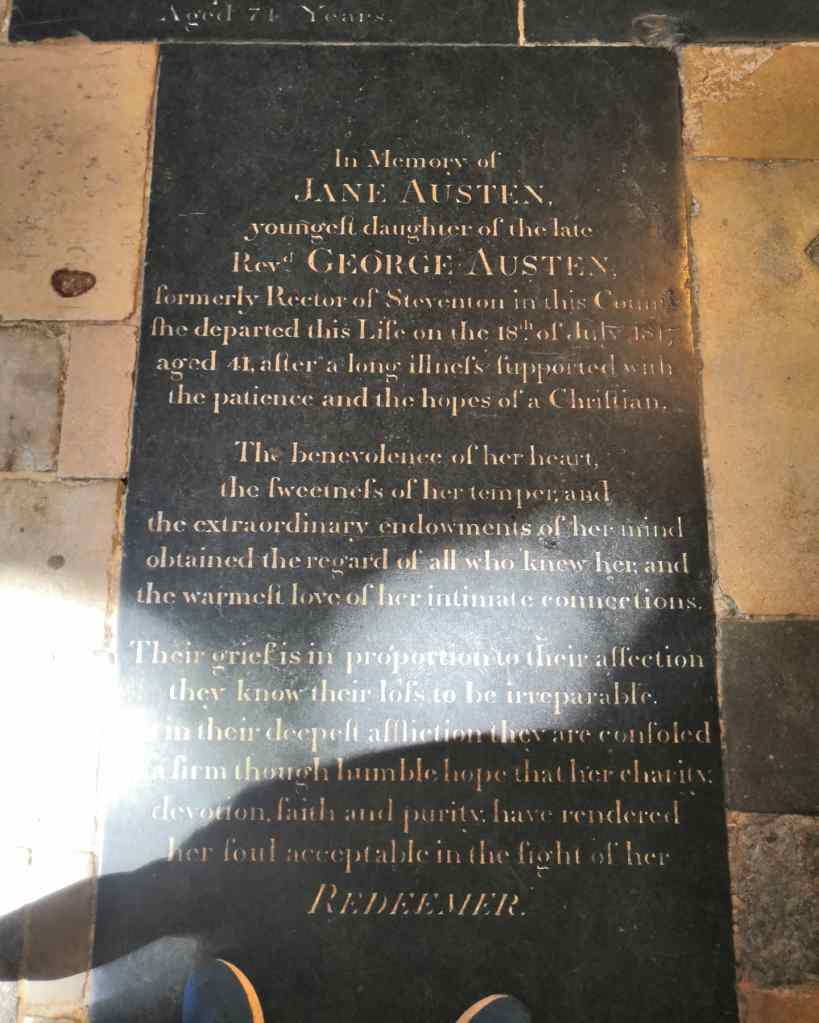 Aged 74 Years.
In Memory of
JANE AUSTEN,
youngeſt daughter of the late
Revᵈ GEORGE AUSTEN,
formerly Rector of Steventon in this County
ſhe departed this Life on the 18ᵗʰ of July 1817,
aged 41, after a long illneſs ſupported with
the patience and the hopes of a Chriſtian.
The benevolence of her heart,
the ſweetneſs of her temper, and
the extraordinary endowments of her mind
obtained the regard of all who knew her, and
the warmeſt love of her intimate connections.
Their grief is in proportion to their affection
they know their loſs to be irreparable.
in their deepeſt affliction they are conſoled
a firm though humble hope that her charity,
devotion, faith and purity, have rendered
her ſoul acceptable in the ſight of her
REDEEMER.